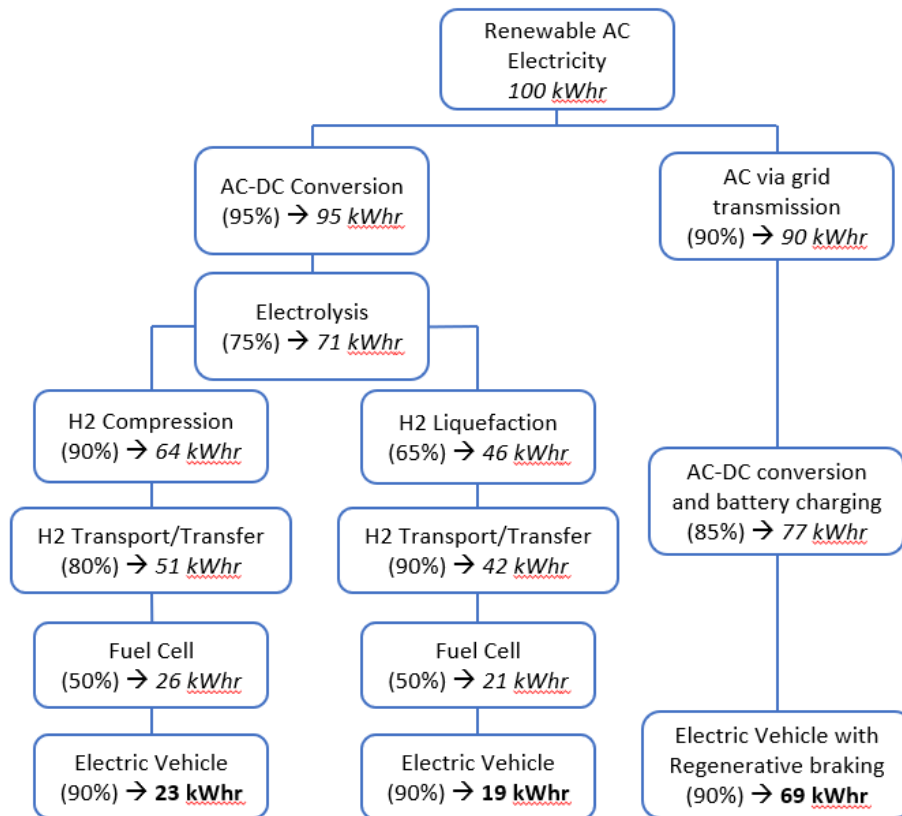 Renewable AC
Electricity
100 kWhr
AC-DC Conversion
(95%) → 95 kWhr
AC via grid
transmission
(90%) → 90 kWhr
Electrolysis
(75%) → 71 kWhr
H2 Compression
(90%) → 64 kWhr
H2 Liquefaction
(65%) → 46 kWhr
AC-DC conversion
and battery charging
(85%) → 77 kWhr
H2 Transport/Transfer
(80%) → 51 kWhr
H2 Transport/Transfer
(90%) → 42 kWhr
Fuel Cell
(50%) → 26 kWhr
Fuel Cell
(50%) → 21 kWhr
Electric Vehicle
(90%) → 23 kWhr
Electric Vehicle
(90%) → 19 kWhr
Electric Vehicle with
Regenerative braking
(90%) → 69 kWhr